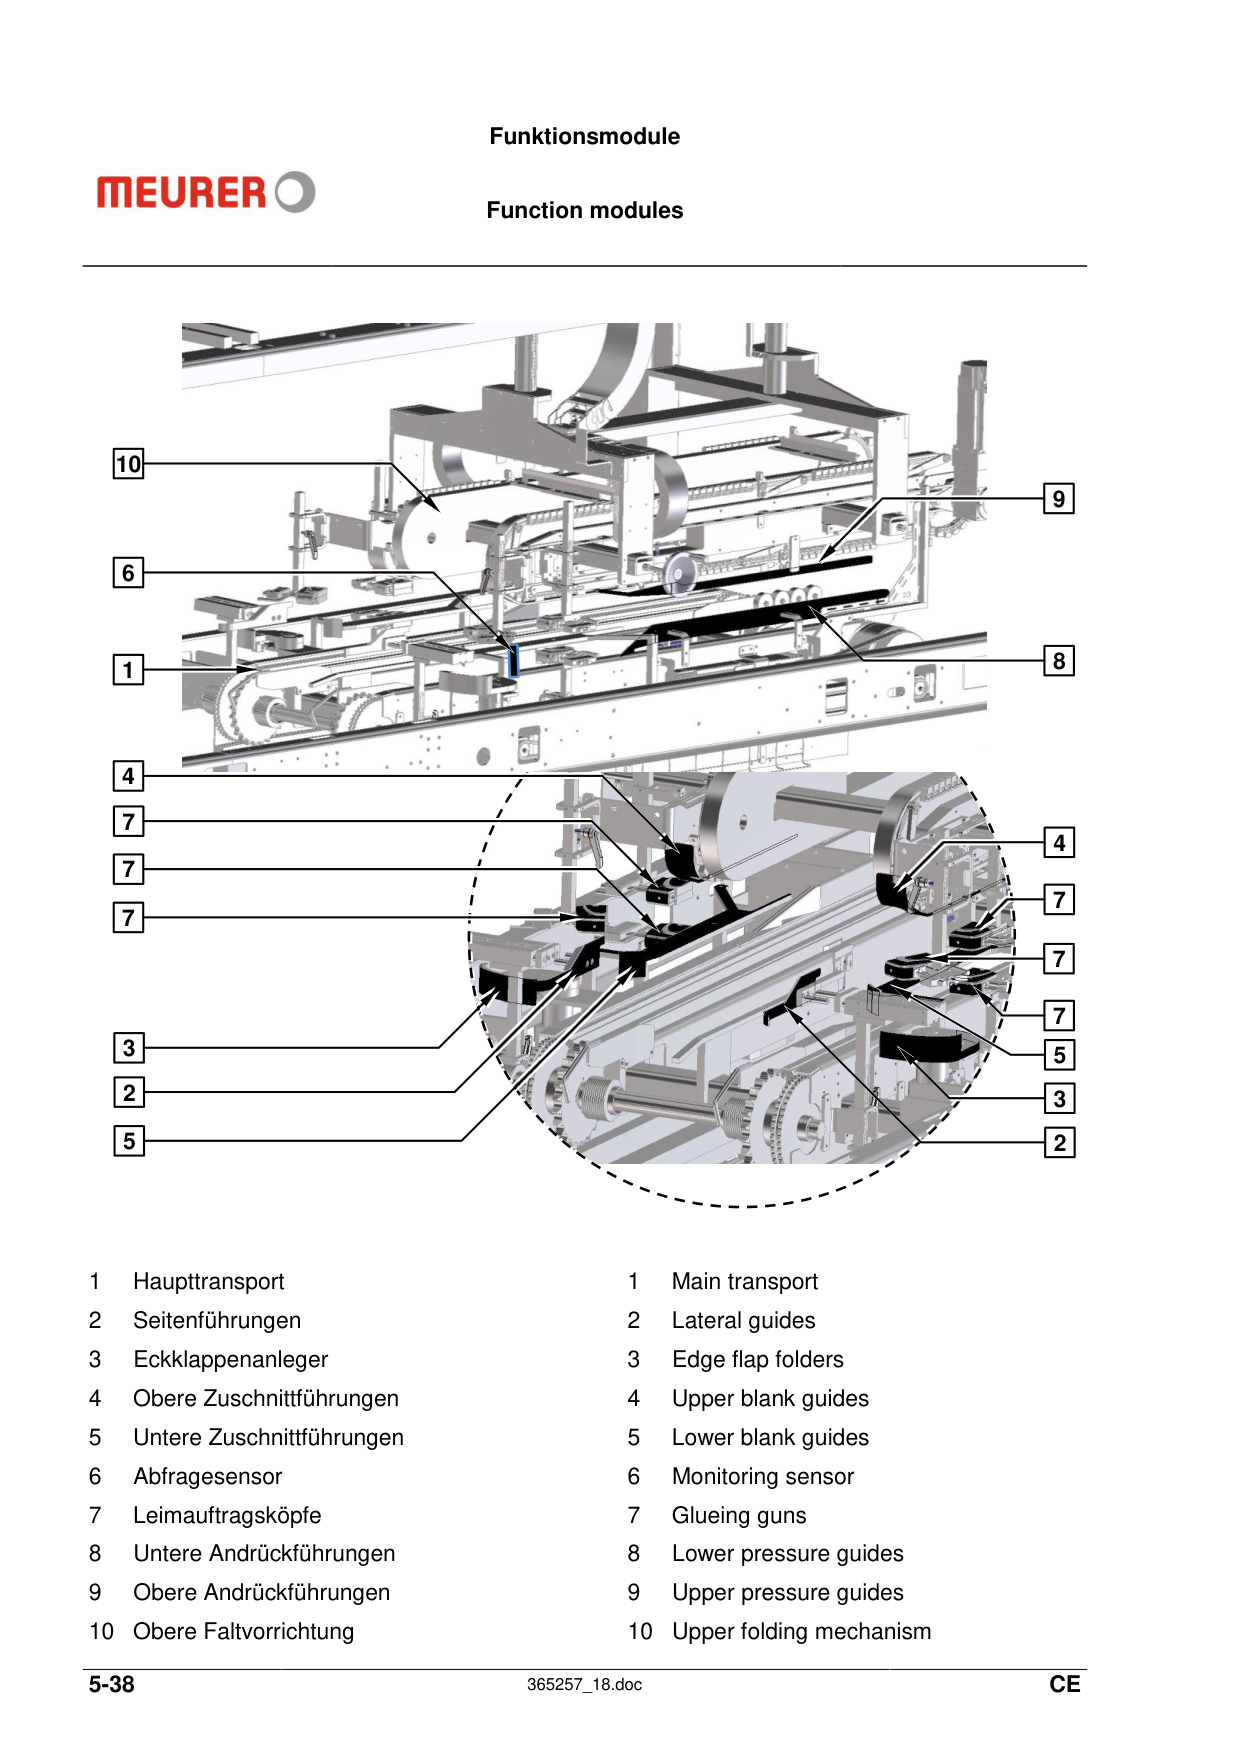 Funktionsmodule
MEURER
Function modules
10
9
6
8
1
4
7
4
7
7
7
7
7
3
5
2
3
5
2
1 Haupttransport
2 Seitenführungen
3 Eckklappenanleger
4 Obere Zuschnittführungen
5 Untere Zuschnittführungen
6 Abfragesensor
7 Leimauftragsköpfe
8 Untere Andrückführungen
9 Obere Andrückführungen
10 Obere Faltvorrichtung
1 Main transport
2 Lateral guides
3 Edge flap folders
4 Upper blank guides
5 Lower blank guides
6 Monitoring sensor
7 Glueing guns
8 Lower pressure guides
9 Upper pressure guides
10 Upper folding mechanism
5-38 365257_18.doc CE